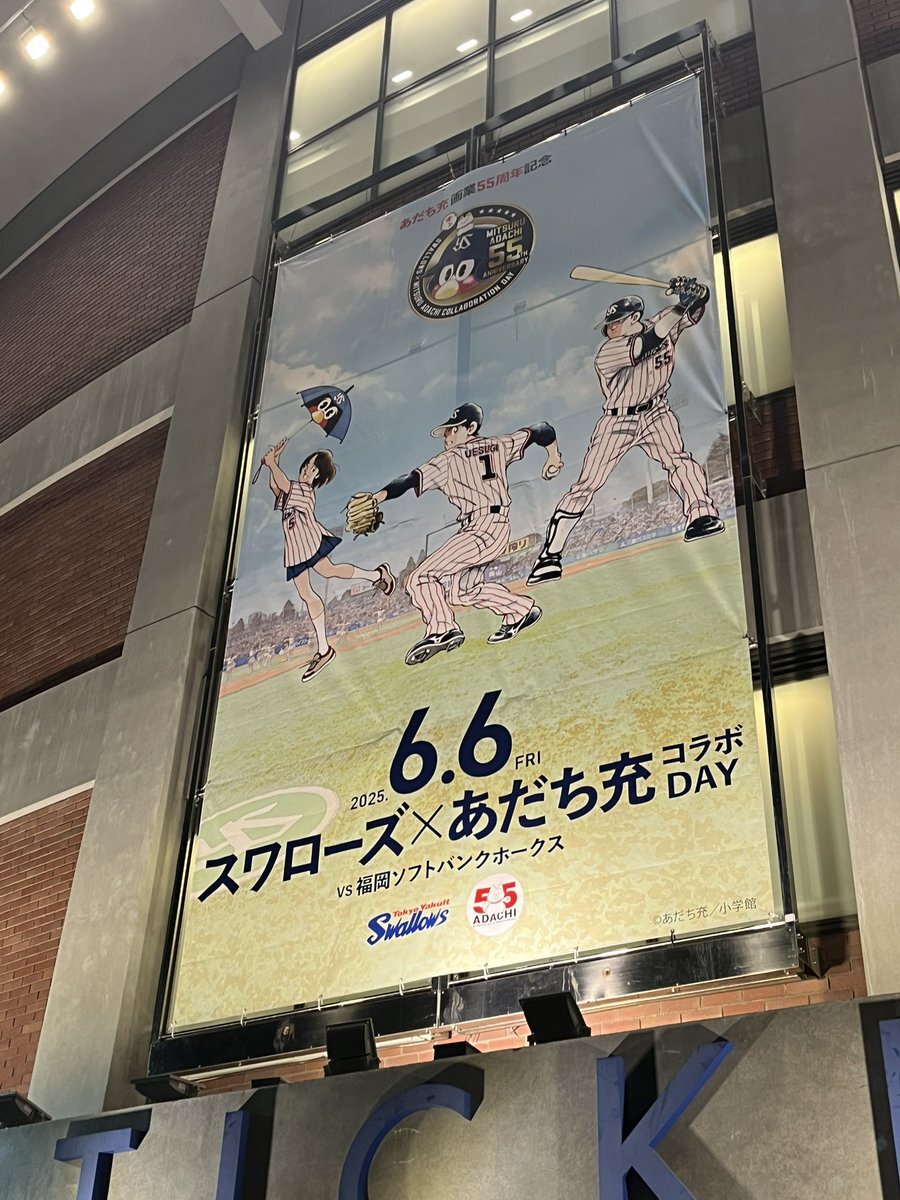 あだち充 画業55周年記念
SWALLOWS × MITSURU ADACHI COLLABORATION DAY
MITSURU
ADACHI
55TH
ANNIVERSARY
55
UESUGI
1
2025. 6.6 FRI
スワローズ×あだち充 コラボ
DAY
VS 福岡ソフトバンクホークス
Tokyo Yakult
Swallows
55
ADACHI
©あだち充/小学館
TICK